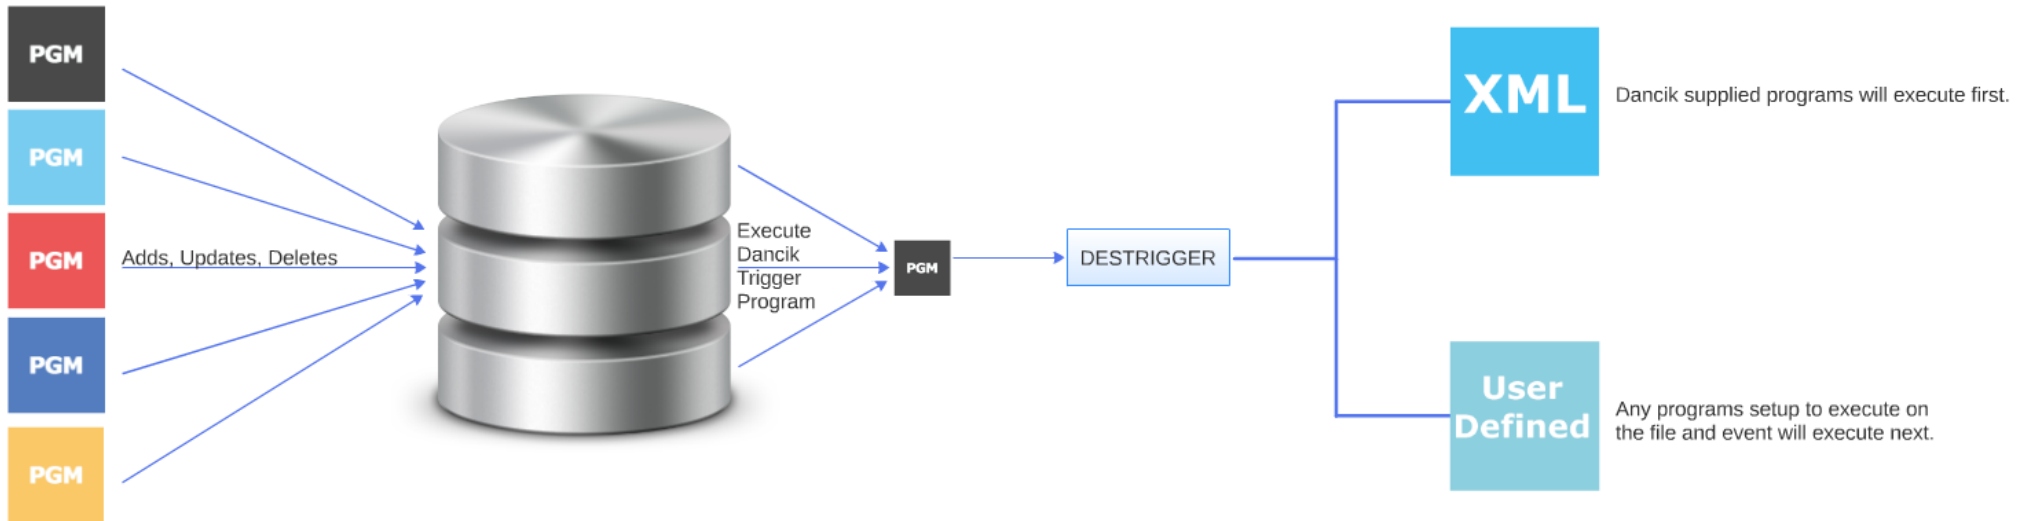 PGM
PGM
PGM
PGM
PGM
Adds, Updates, Deletes
Execute
Dancik
Trigger
Program
PGM
DESTRIGGER
XML
Dancik supplied programs will execute first.
User
Defined
Any programs setup to execute on
the file and event will execute next.